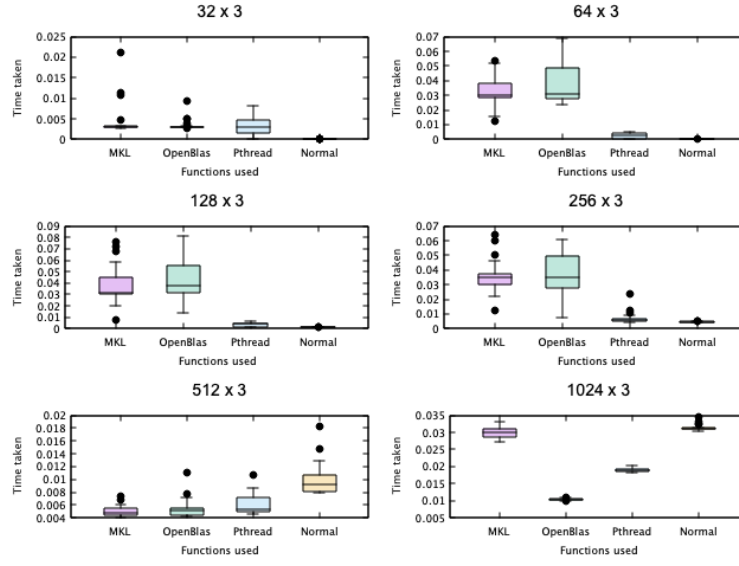 32 x 3
0.025
0.02
0.015
0.01
0.005
0
Time taken
MKL OpenBlas Pthread Normal
Functions used
64 x 3
0.07
0.06
0.05
0.04
0.03
0.02
0.01
0
Time taken
MKL OpenBlas Pthread Normal
Functions used
128 x 3
0.09
0.08
0.07
0.06
0.05
0.04
0.03
0.02
0.01
0
Time taken
MKL OpenBlas Pthread Normal
Functions used
256 x 3
0.07
0.06
0.05
0.04
0.03
0.02
0.01
0
Time taken
MKL OpenBlas Pthread Normal
Functions used
512 x 3
0.02
0.018
0.016
0.014
0.012
0.01
0.008
0.006
0.004
Time taken
MKL OpenBlas Pthread Normal
Functions used
1024 x 3
0.035
0.03
0.02
0.01
0.005
Time taken
MKL OpenBlas Pthread Normal
Functions used